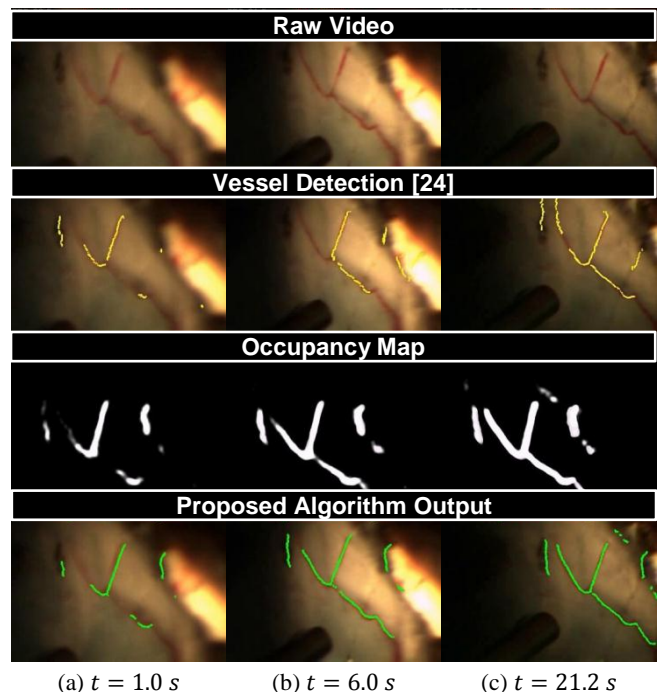 Raw Video
Vessel Detection [24]
Occupancy Map
Proposed Algorithm Output
(a) t = 1.0 s (b) t = 6.0 s (c) t = 21.2 s